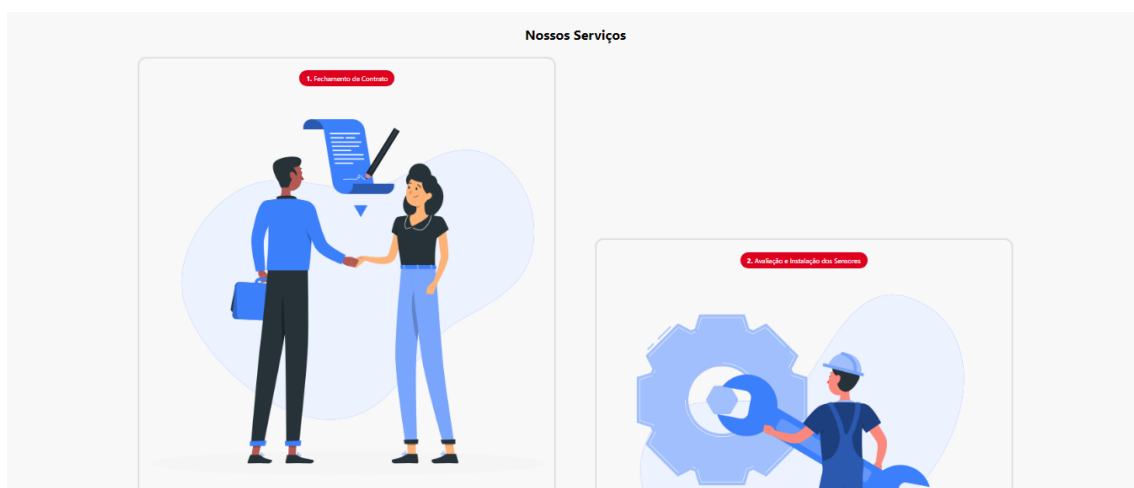 Nossos Serviços
1. Fechamento de Contrato
2. Avaliação e Instalação dos Sensores